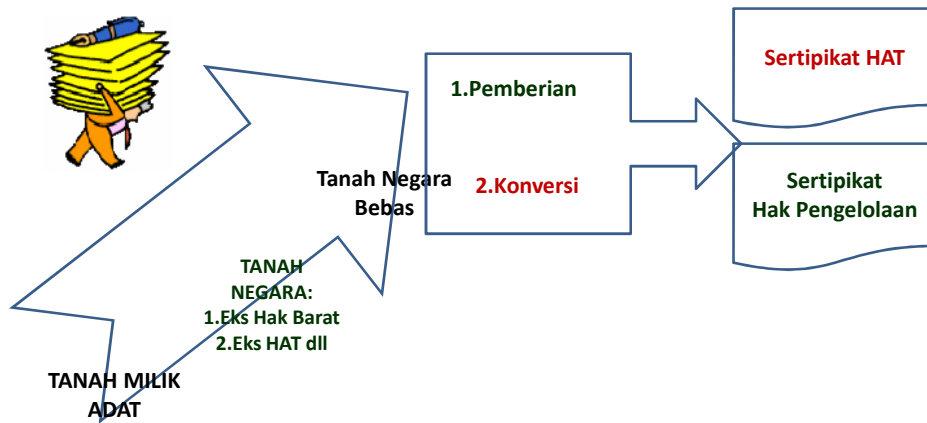 Sertipikat HAT
1.Pemberian
2.Konversi
Sertipikat
Hak Pengelolaan
Tanah Negara
Bebas
TANAH
NEGARA:
1.Eks Hak Barat
2.Eks HAT dll
TANAH MILIK
ADAT